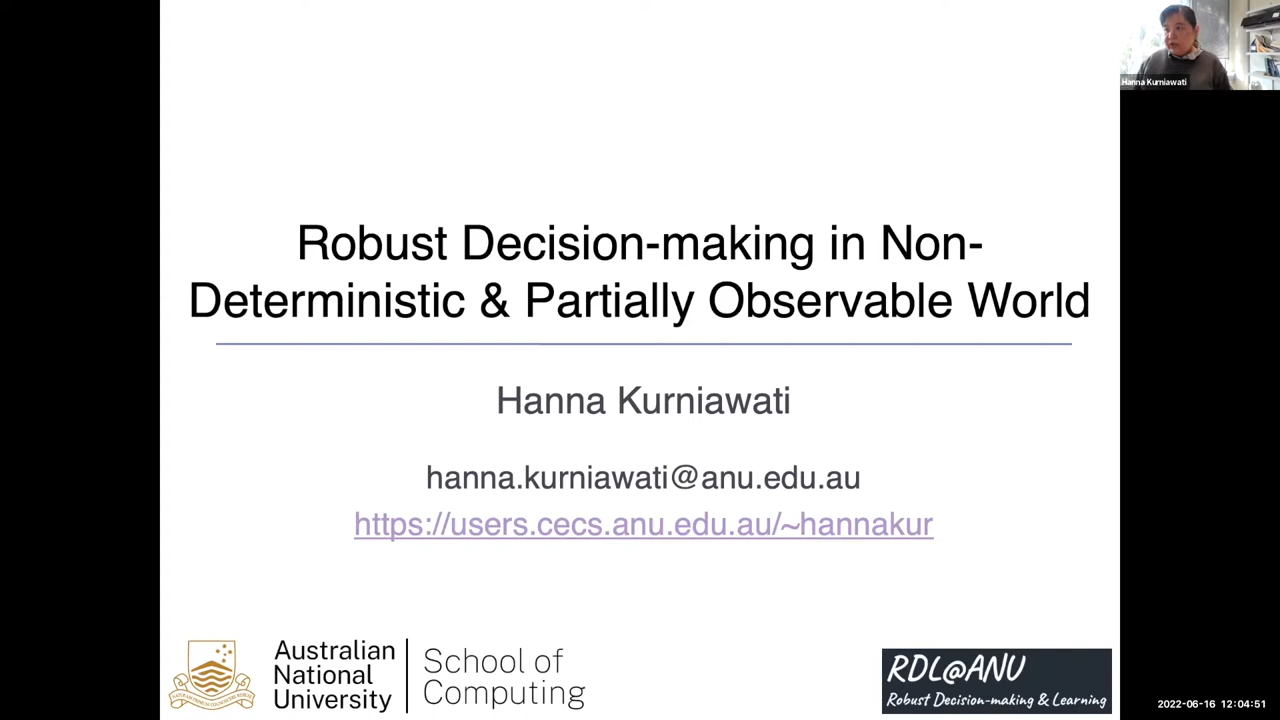 Hanna Kurniawati
Robust Decision-making in Non-
Deterministic & Partially Observable World
Hanna Kurniawati
hanna.kurniawati@anu.edu.au
https://users.cecs.anu.edu.au/~hannakur
Australian
National
University
School of
Computing
RDL@ANU
Robust Decision-making & Learning
2022-06-16 12:04:51